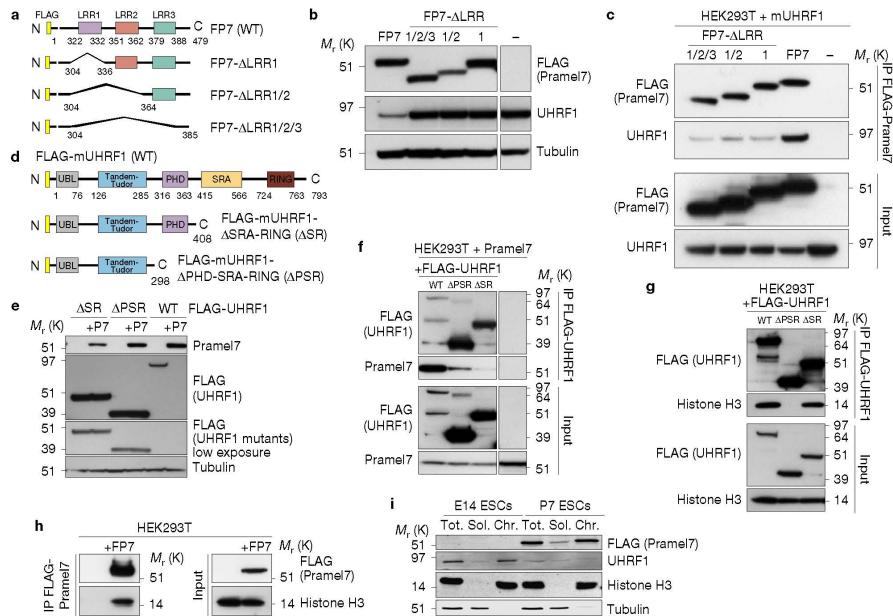 a
FLAG LRR1 LRR2 LRR3
N C FP7 (WT)
1 322 332 351 362 379 388 479
N FP7-ΔLRR1
304 336
N FP7-ΔLRR1/2
304 364
N FP7-ΔLRR1/2/3
304 385
b
FP7-ΔLRR
Mr (K) FP7 1/2/3 1/2 1 –
51 FLAG
(Pramel7)
97 UHRF1
51 Tubulin
c
HEK293T + mUHRF1
FP7-ΔLRR
1/2/3 1/2 1 FP7 – Mr (K)
FLAG
(Pramel7) 51
UHRF1 97
IP FLAG-Pramel7
FLAG
(Pramel7) 51
UHRF1 97
Input
d FLAG-mUHRF1 (WT)
N UBL Tandem-Tudor PHD SRA RING C
1 76 126 285 316 363 415 566 724 763 793
N UBL Tandem-Tudor PHD C FLAG-mUHRF1-
408 ΔSRA-RING (ΔSR)
N UBL Tandem-Tudor C FLAG-mUHRF1-
298 ΔPHD-SRA-RING (ΔPSR)
e
ΔSR ΔPSR WT FLAG-UHRF1
Mr (K) +P7 +P7 +P7
51 Pramel7
97
51 FLAG
39 (UHRF1)
51 FLAG
(UHRF1 mutants)
39 low exposure
51 Tubulin
f
HEK293T + Pramel7
+FLAG-UHRF1 Mr (K)
WT ΔPSR ΔSR
97
FLAG 64
(UHRF1) 51
39
Pramel7 51
IP FLAG-UHRF1
97
FLAG 64
(UHRF1) 51
39
Pramel7 51
Input
g
HEK293T
+FLAG-UHRF1
WT ΔPSR ΔSR Mr (K)
97
64
FLAG (UHRF1) 51
39
Histone H3 14
IP FLAG-UHRF1
97
FLAG (UHRF1) 64
51
39
Histone H3 14
Input
h
HEK293T
+FP7 Mr (K) +FP7 Mr (K)
IP FLAG-Pramel7
51
14
Input
51 FLAG
(Pramel7)
14 Histone H3
i
E14 ESCs P7 ESCs
Mr (K) Tot. Sol. Chr. Tot. Sol. Chr.
51 FLAG (Pramel7)
97 UHRF1
14 Histone H3
51 Tubulin